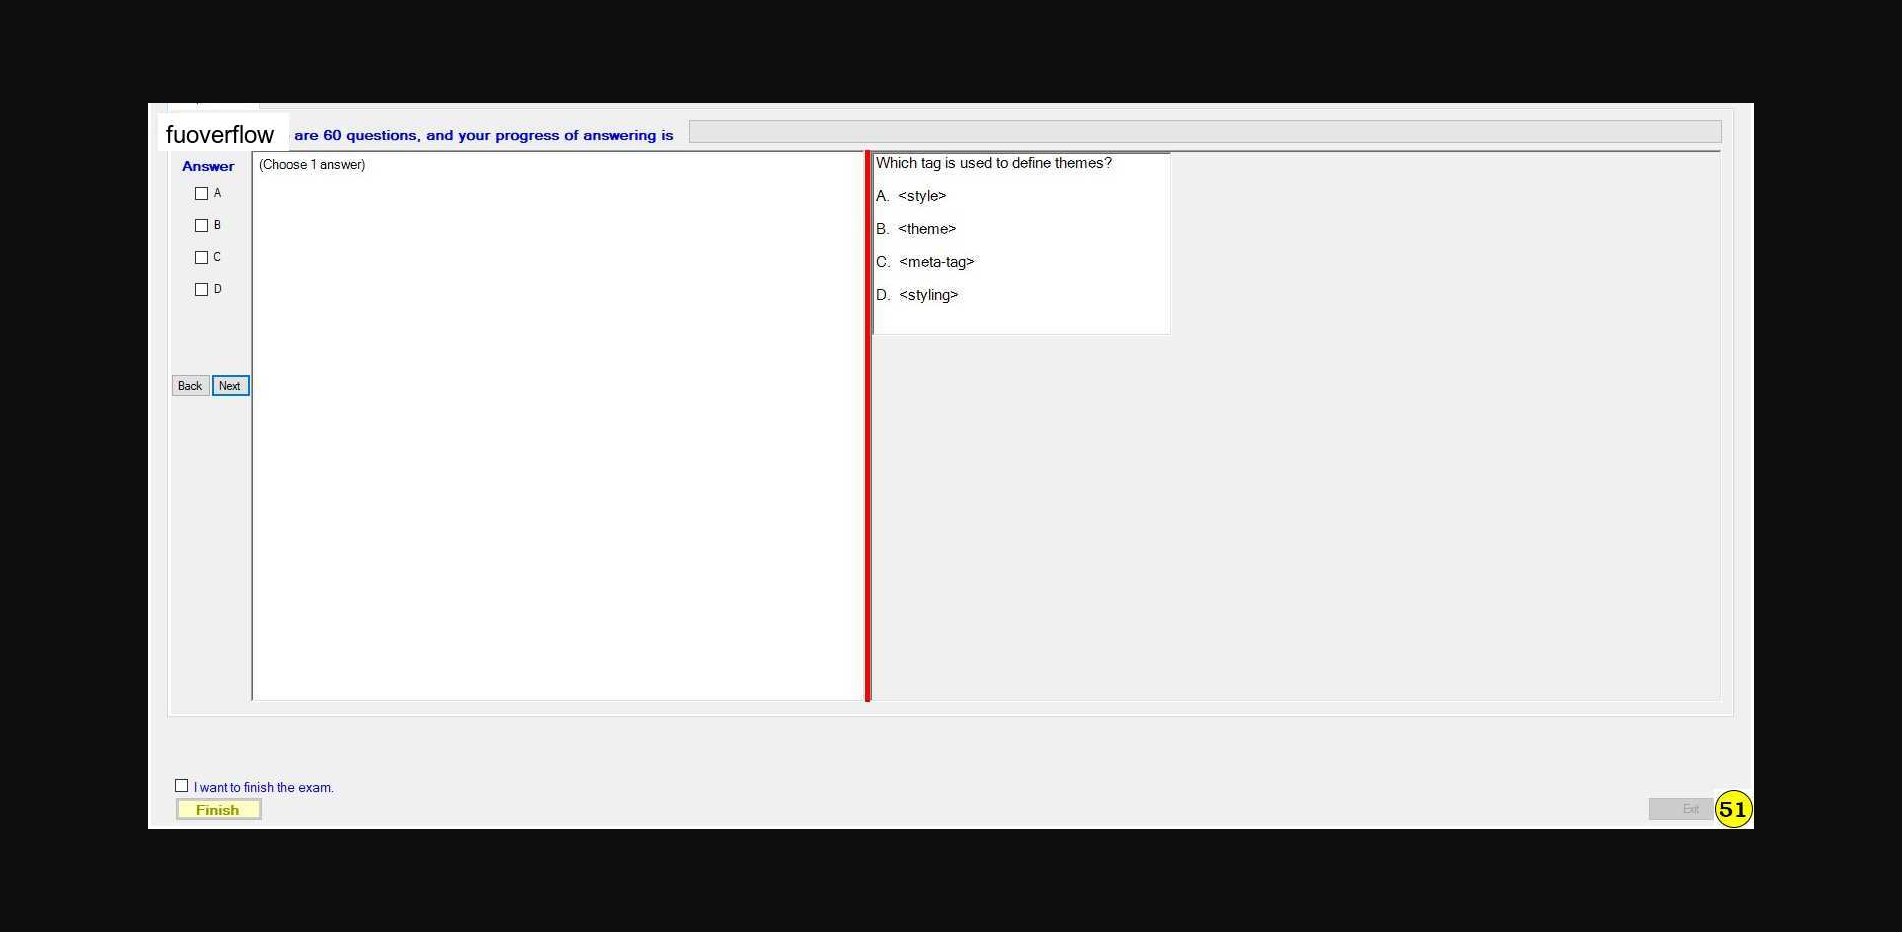 fuoverflow are 60 questions, and your progress of answering is
Answer
A
B
C
D
Back Next
(Choose 1 answer)
Which tag is used to define themes?
A. <style>
B. <theme>
C. <meta-tag>
D. <styling>
I want to finish the exam.
Finish
Exit
51